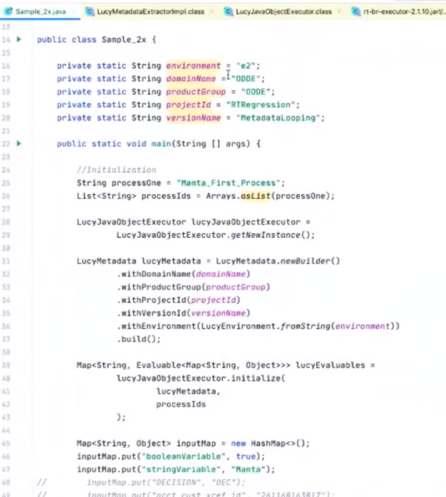 Sample_2x.java LucyMetadataExtractorImpl.class LucyJavaObjectExecutor.class rt-br-executor-2.1.10.jar!/...
13
14 public class Sample_2x {
15
16 private static String environment = "e2";
17 private static String domainName = "ODDE";
18 private static String productGroup = "ODDE";
19 private static String projectId = "RTRegression";
20 private static String versionName = "MetadataLooping";
21
22 public static void main(String [] args) {
23
24 //Initialization
25 String processOne = "Mamta_First_Process";
26 List<String> processIds = Arrays.asList(processOne);
27
28 LucyJavaObjectExecutor lucyJavaObjectExecutor =
29 LucyJavaObjectExecutor.getNewInstance();
30
31 LucyMetadata lucyMetadata = LucyMetadata.newBuilder()
32 .withDomainName(domainName)
33 .withProductGroup(productGroup)
34 .withProjectId(projectId)
35 .withVersionId(versionName)
36 .withEnvironment(LucyEnvironment.fromString(environment))
37 .build();
38
39 Map<String, Evaluable<Map<String, Object>>> lucyEvaluables =
40 lucyJavaObjectExecutor.initialize(
41 lucyMetadata,
42 processIds
43 );
44
45 Map<String, Object> inputMap = new HashMap<>();
46 inputMap.put("booleanVariable", true);
47 inputMap.put("stringVariable", "Mamta");
48 // inputMap.put("DECISION", "DEC");
// inputMap.put("prct_cust_xref_id",